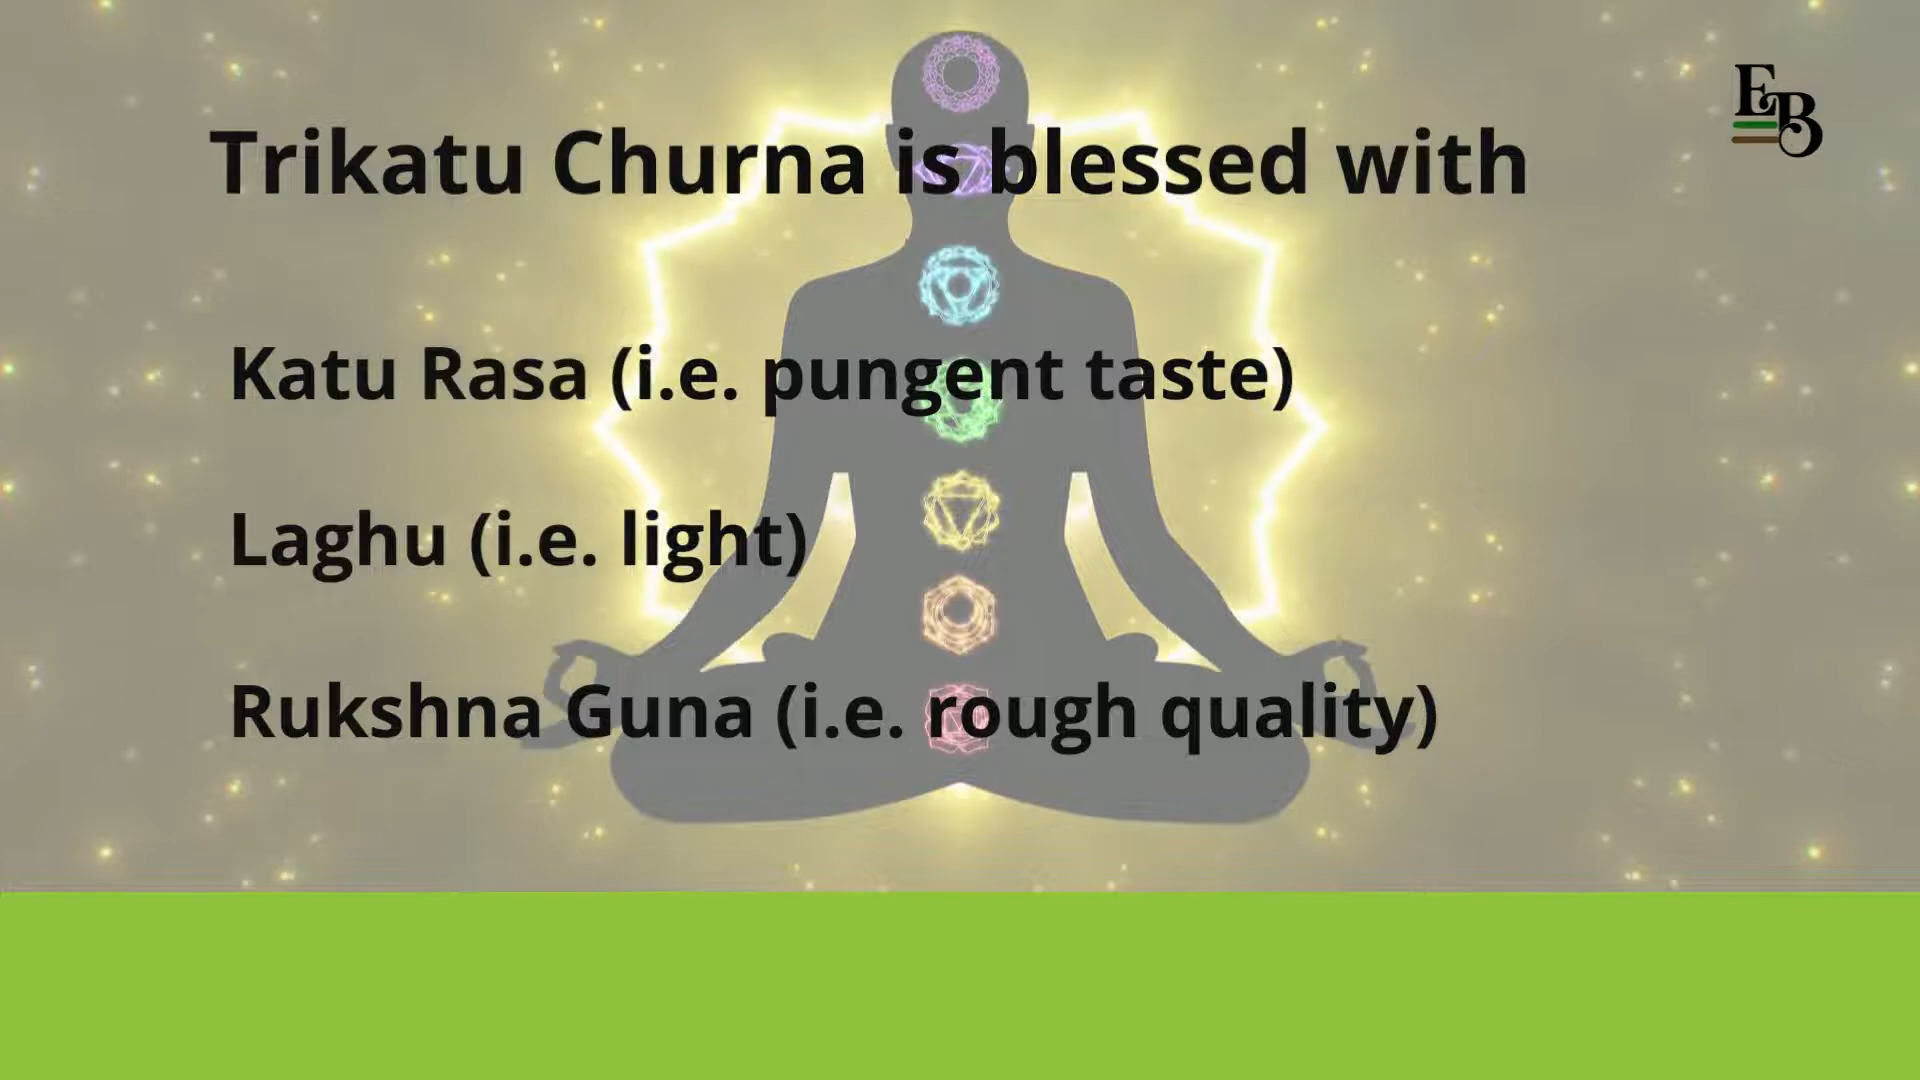 EB
Trikatu Churna is blessed with
Katu Rasa (i.e. pungent taste)
Laghu (i.e. light)
Rukshna Guna (i.e. rough quality)